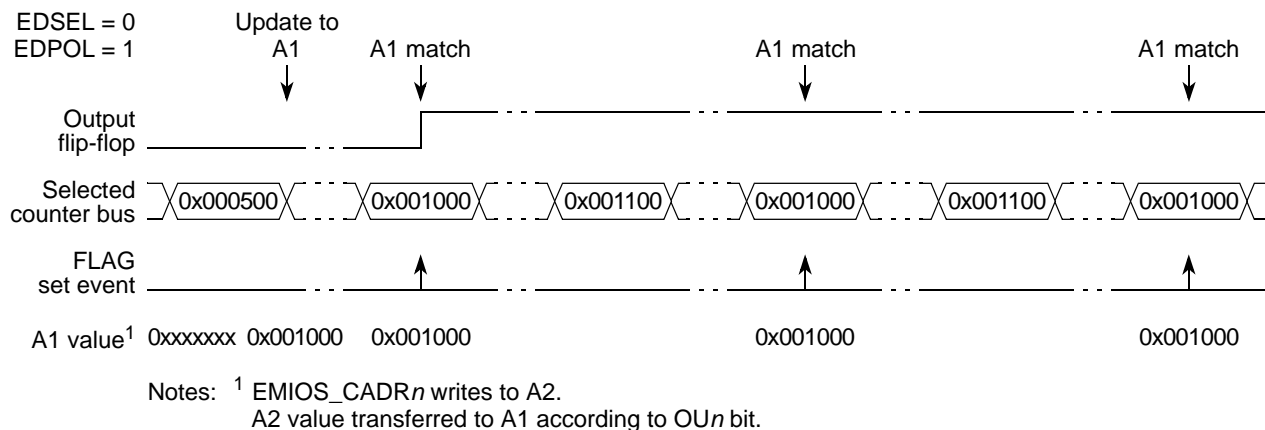 EDSEL = 0
EDPOL = 1
Update to
A1
A1 match
A1 match
A1 match
Output
flip-flop
Selected
counter bus
0x000500
0x001000
0x001100
0x001000
0x001100
0x001000
FLAG
set event
A1 value1 0xxxxxxx 0x001000 0x001000 0x001000 0x001000
Notes: 1 EMIOS_CADRn writes to A2.
A2 value transferred to A1 according to OUn bit.